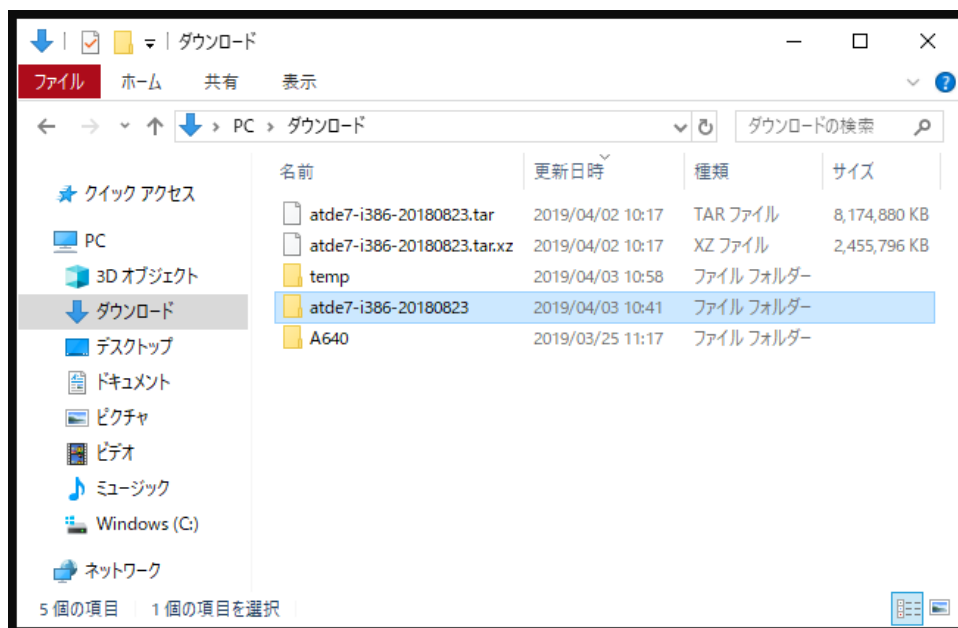 ダウンロード
ファイル ホーム 共有 表示
PC ダウンロード ダウンロードの検索
名前 更新日時 種類 サイズ
クイック アクセス
PC
3D オブジェクト
ダウンロード
デスクトップ
ドキュメント
ピクチャ
ビデオ
ミュージック
Windows (C:)
ネットワーク
atde7-i386-20180823.tar 2019/04/02 10:17 TAR ファイル 8,174,880 KB
atde7-i386-20180823.tar.xz 2019/04/02 10:17 XZ ファイル 2,455,796 KB
temp 2019/04/03 10:58 ファイル フォルダー
atde7-i386-20180823 2019/04/03 10:41 ファイル フォルダー
A640 2019/03/25 11:17 ファイル フォルダー
5 個の項目 1 個の項目を選択